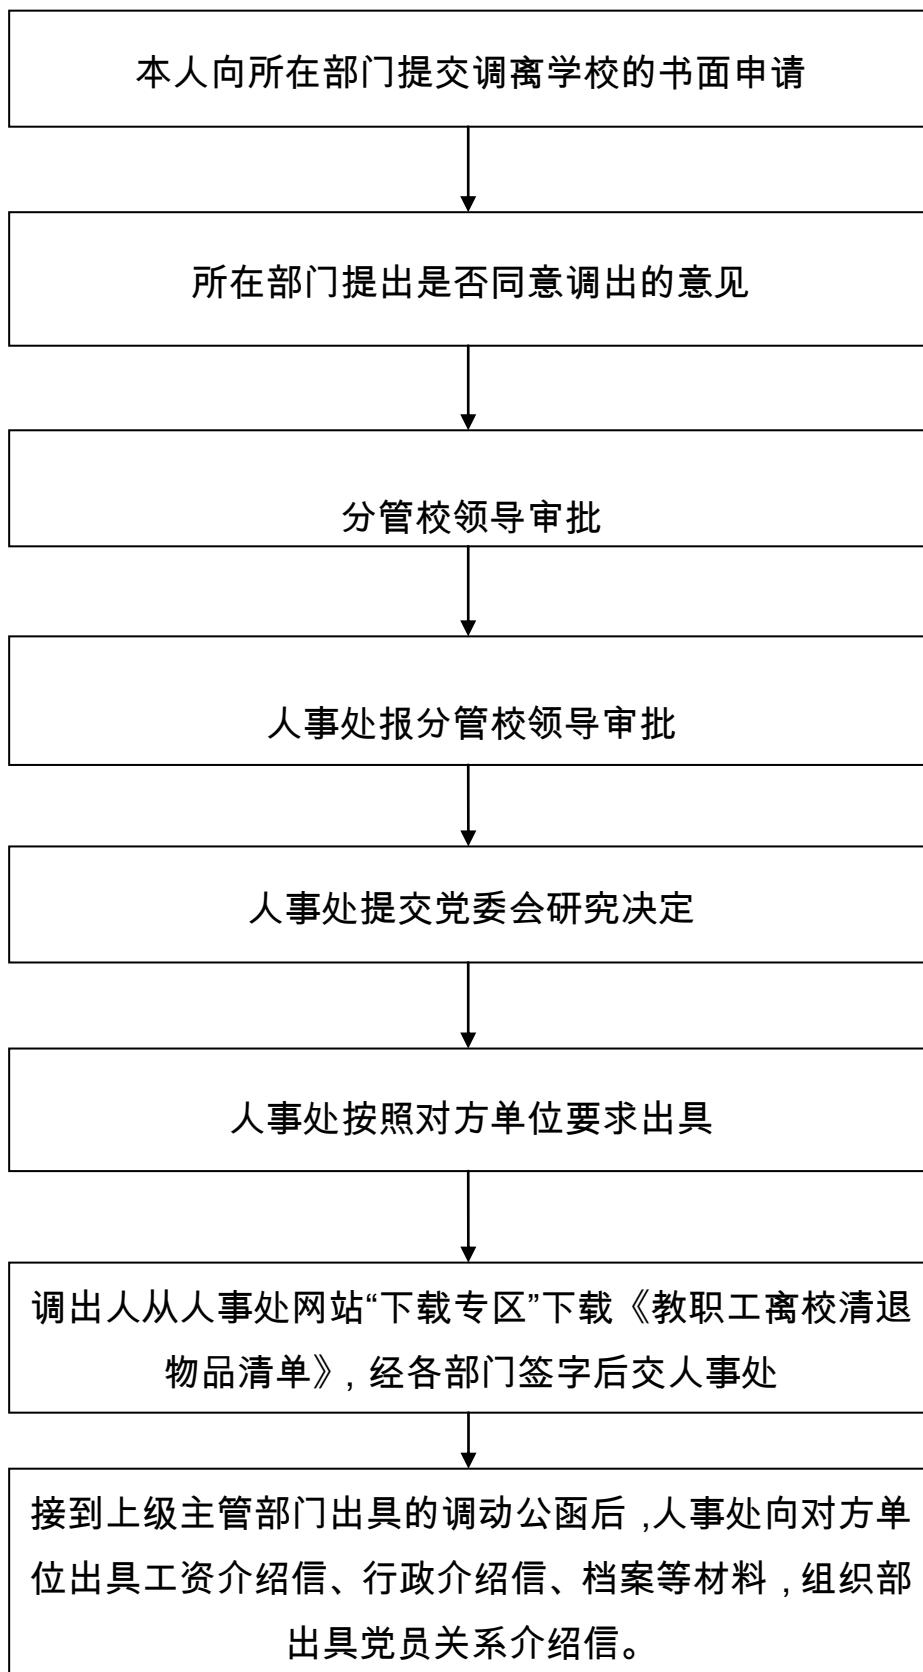 本人向所在部门提交调离学校的书面申请
所在部门提出是否同意调出的意见
分管校领导审批
人事处报分管校领导审批
人事处提交党委会研究决定
人事处按照对方单位要求出具
调出人从人事处网站“下载专区”下载《教职工离校清退
物品清单》, 经各部门签字后交人事处
接到上级主管部门出具的调动公函后 ,人事处向对方单
位出具工资介绍信、行政介绍信、档案等材料 , 组织部
出具党员关系介绍信。